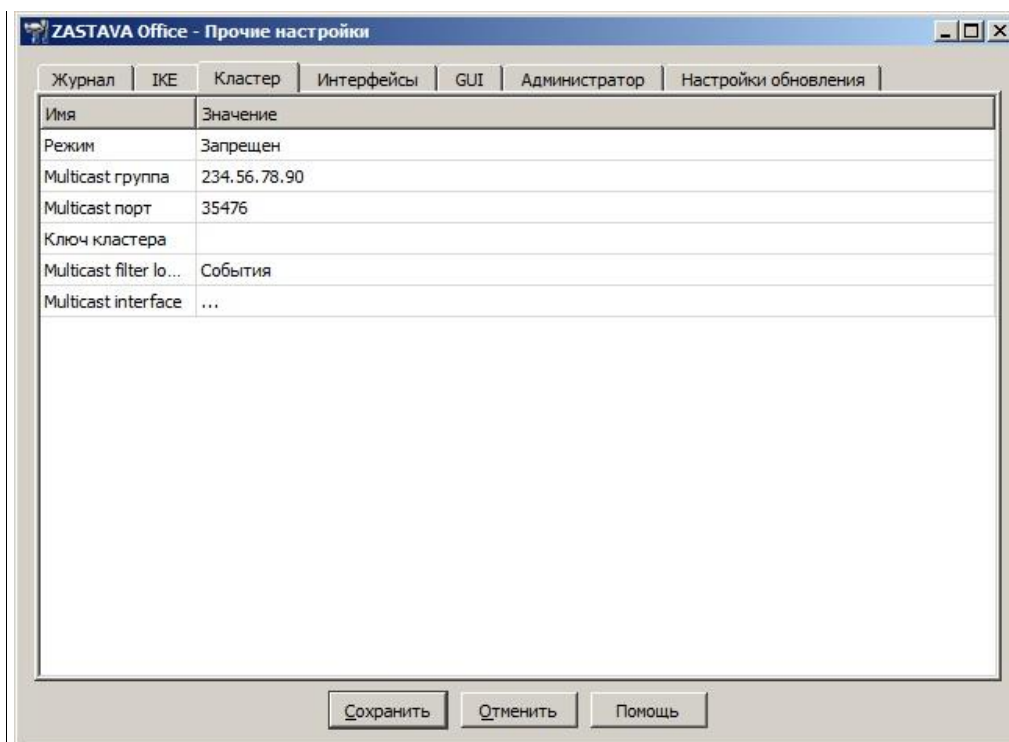 ZASTAVA Office - Прочие настройки
Журнал IKE Кластер Интерфейсы GUI Администратор Настройки обновления
Имя Значение
Режим Запрещен
Multicast группа 234.56.78.90
Multicast порт 35476
Ключ кластера
Multicast filter lo... События
Multicast interface ...
Сохранить Отменить Помощь